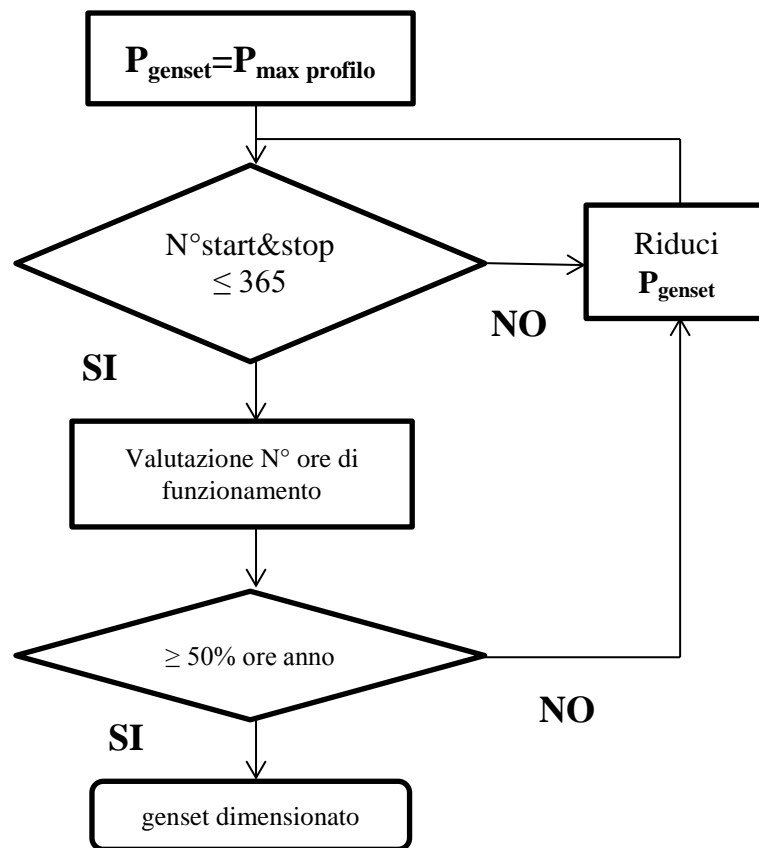 Pgenset=Pmax profilo
N°start&stop
≤ 365
Riduci
Pgenset
NO
SI
Valutazione N° ore di
funzionamento
≥ 50% ore anno
NO
SI
genset dimensionato